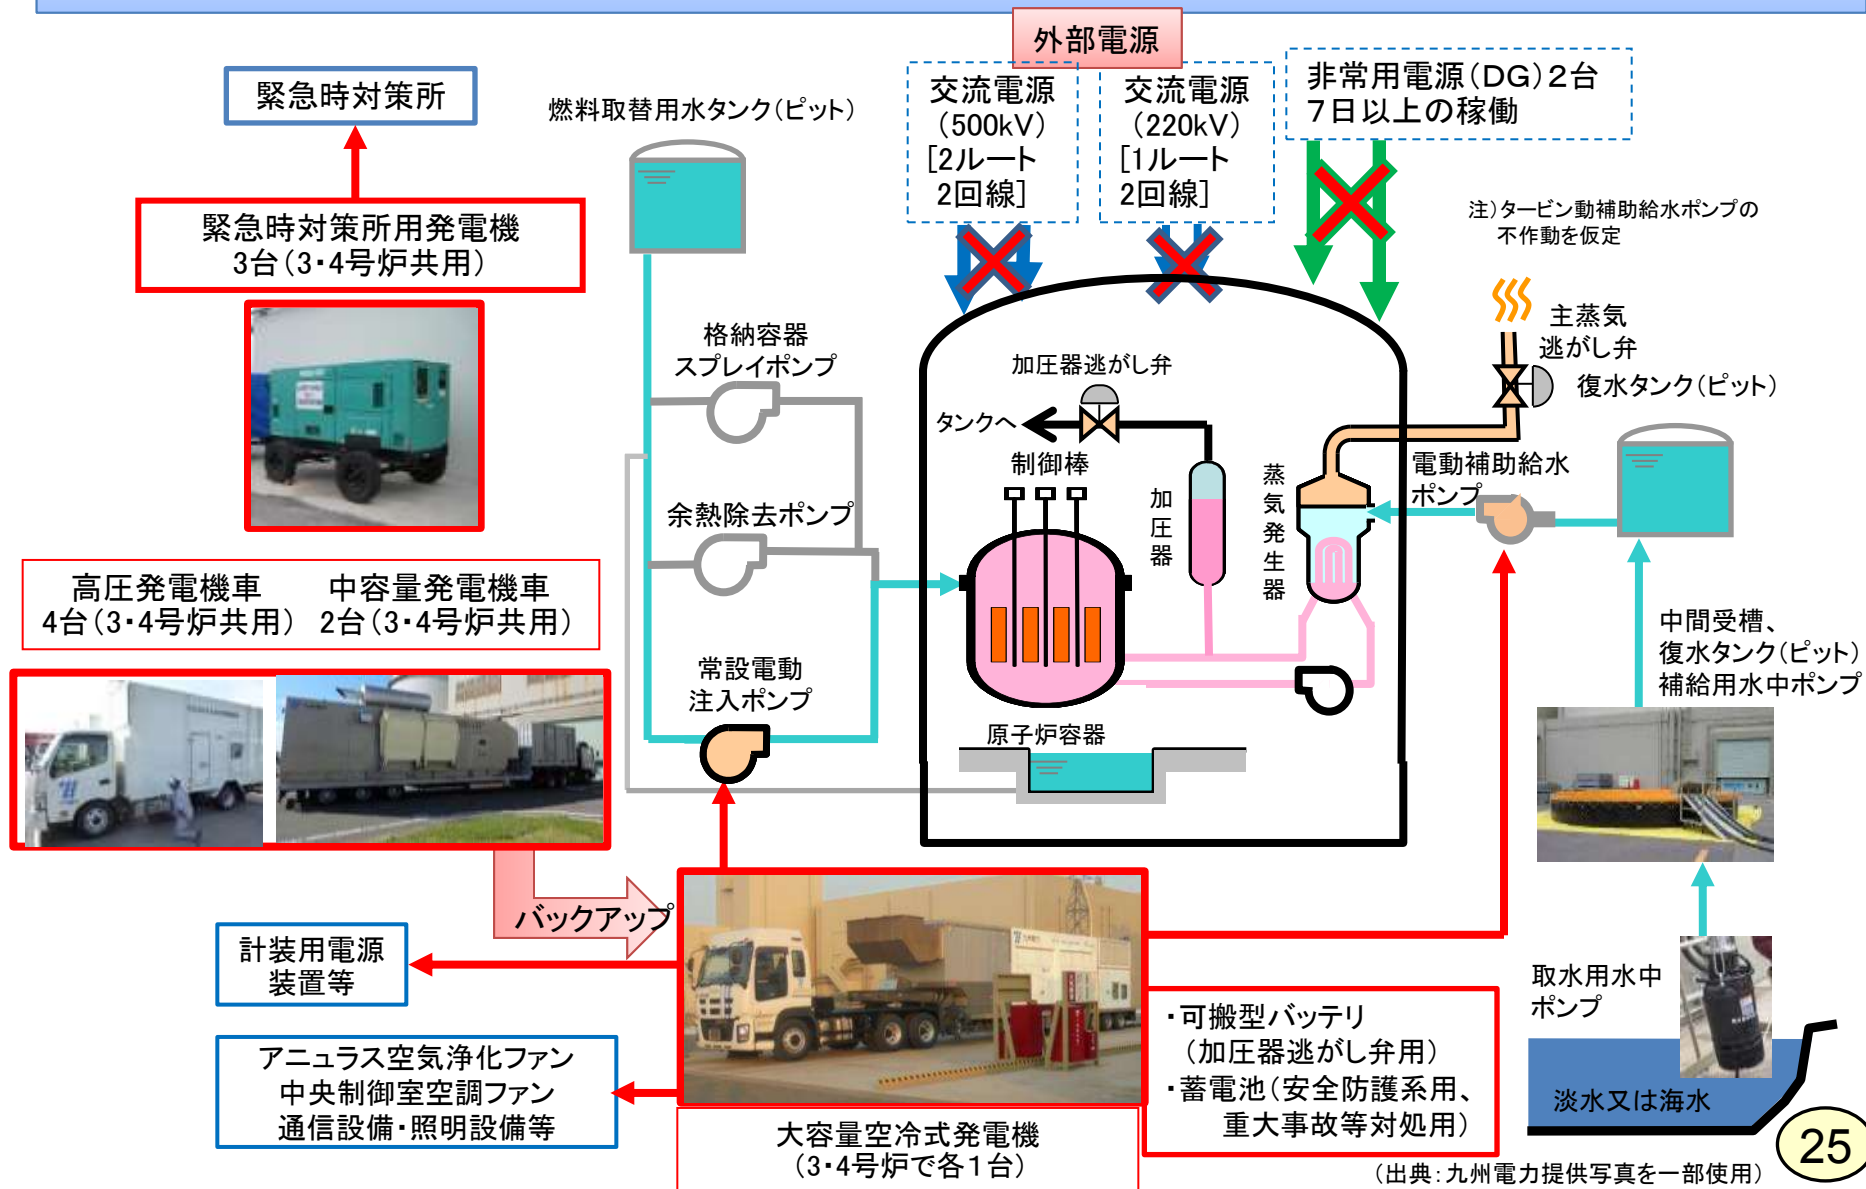 外部電源
緊急時対策所
燃料取替用水タンク(ピット)
交流電源
(500kV)
[2ルート
2回線]
交流電源
(220kV)
[1ルート
2回線]
非常用電源(DG)2台
7日以上の稼働
注)タービン動補助給水ポンプの
不作動を仮定
緊急時対策所用発電機
3台(3・4号炉共用)
格納容器
スプレイポンプ
加圧器逃がし弁
主蒸気
逃がし弁
復水タンク(ピット)
タンクへ
制御棒
加圧器
蒸気発生器
電動補助給水
ポンプ
余熱除去ポンプ
高圧発電機車
4台(3・4号炉共用)
中容量発電機車
2台(3・4号炉共用)
常設電動
注入ポンプ
原子炉容器
中間受槽、
復水タンク(ピット)
補給用水中ポンプ
バックアップ
計装用電源
装置等
取水用水中
ポンプ
・可搬型バッテリ
(加圧器逃がし弁用)
・蓄電池(安全防護系用、
重大事故等対処用)
アニュラス空気浄化ファン
中央制御室空調ファン
通信設備・照明設備等
淡水又は海水
大容量空冷式発電機
(3・4号炉で各1台)
(出典:九州電力提供写真を一部使用)
25